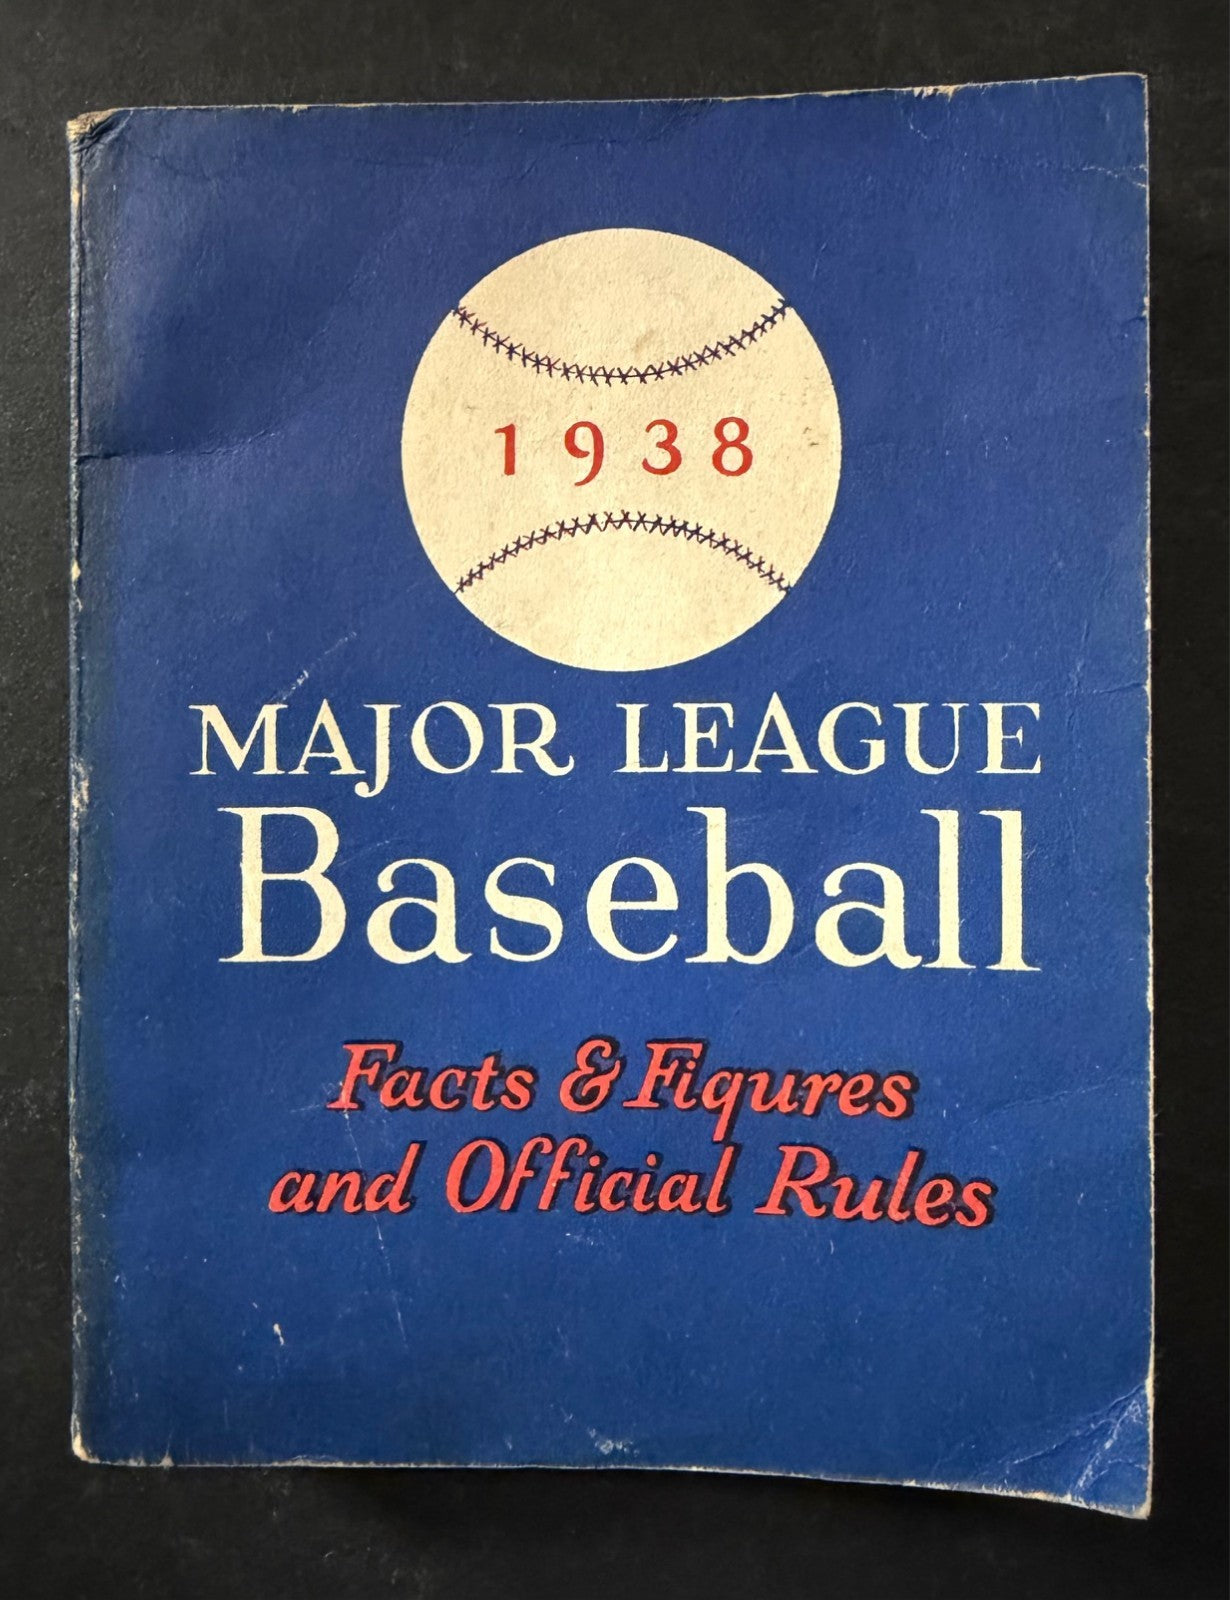 1938
MAJOR LEAGUE
Baseball
Facts & Figures
and Official Rules